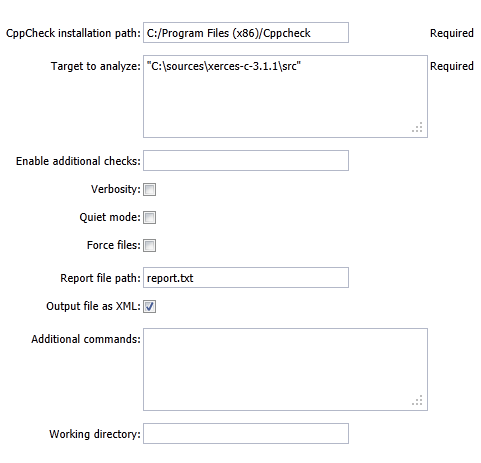 CppCheck installation path: C:/Program Files (x86)/Cppcheck Required
Target to analyze: "C:\sources\xerces-c-3.1.1\src" Required
Enable additional checks:
Verbosity:
Quiet mode:
Force files:
Report file path: report.txt
Output file as XML:
Additional commands:
Working directory: